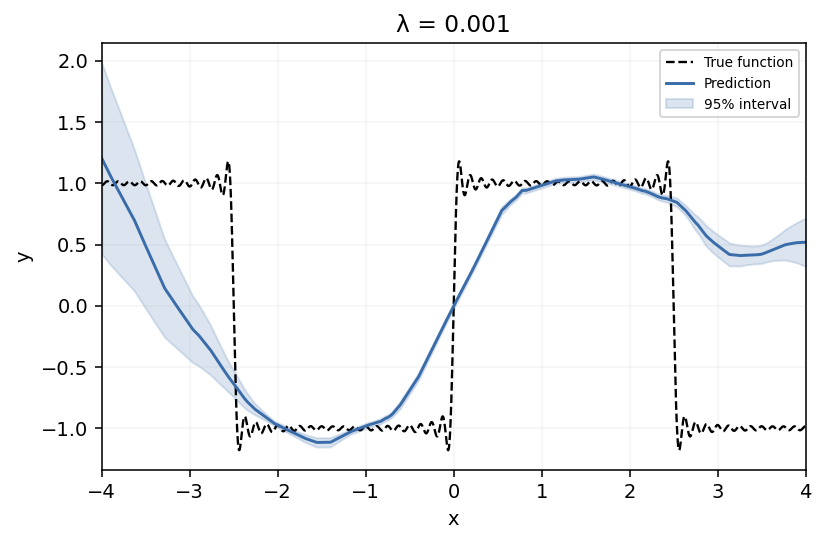 λ = 0.001
True function
Prediction
95% interval
y
2.0
1.5
1.0
0.5
0.0
−0.5
−1.0
−4 −3 −2 −1 0 1 2 3 4
x